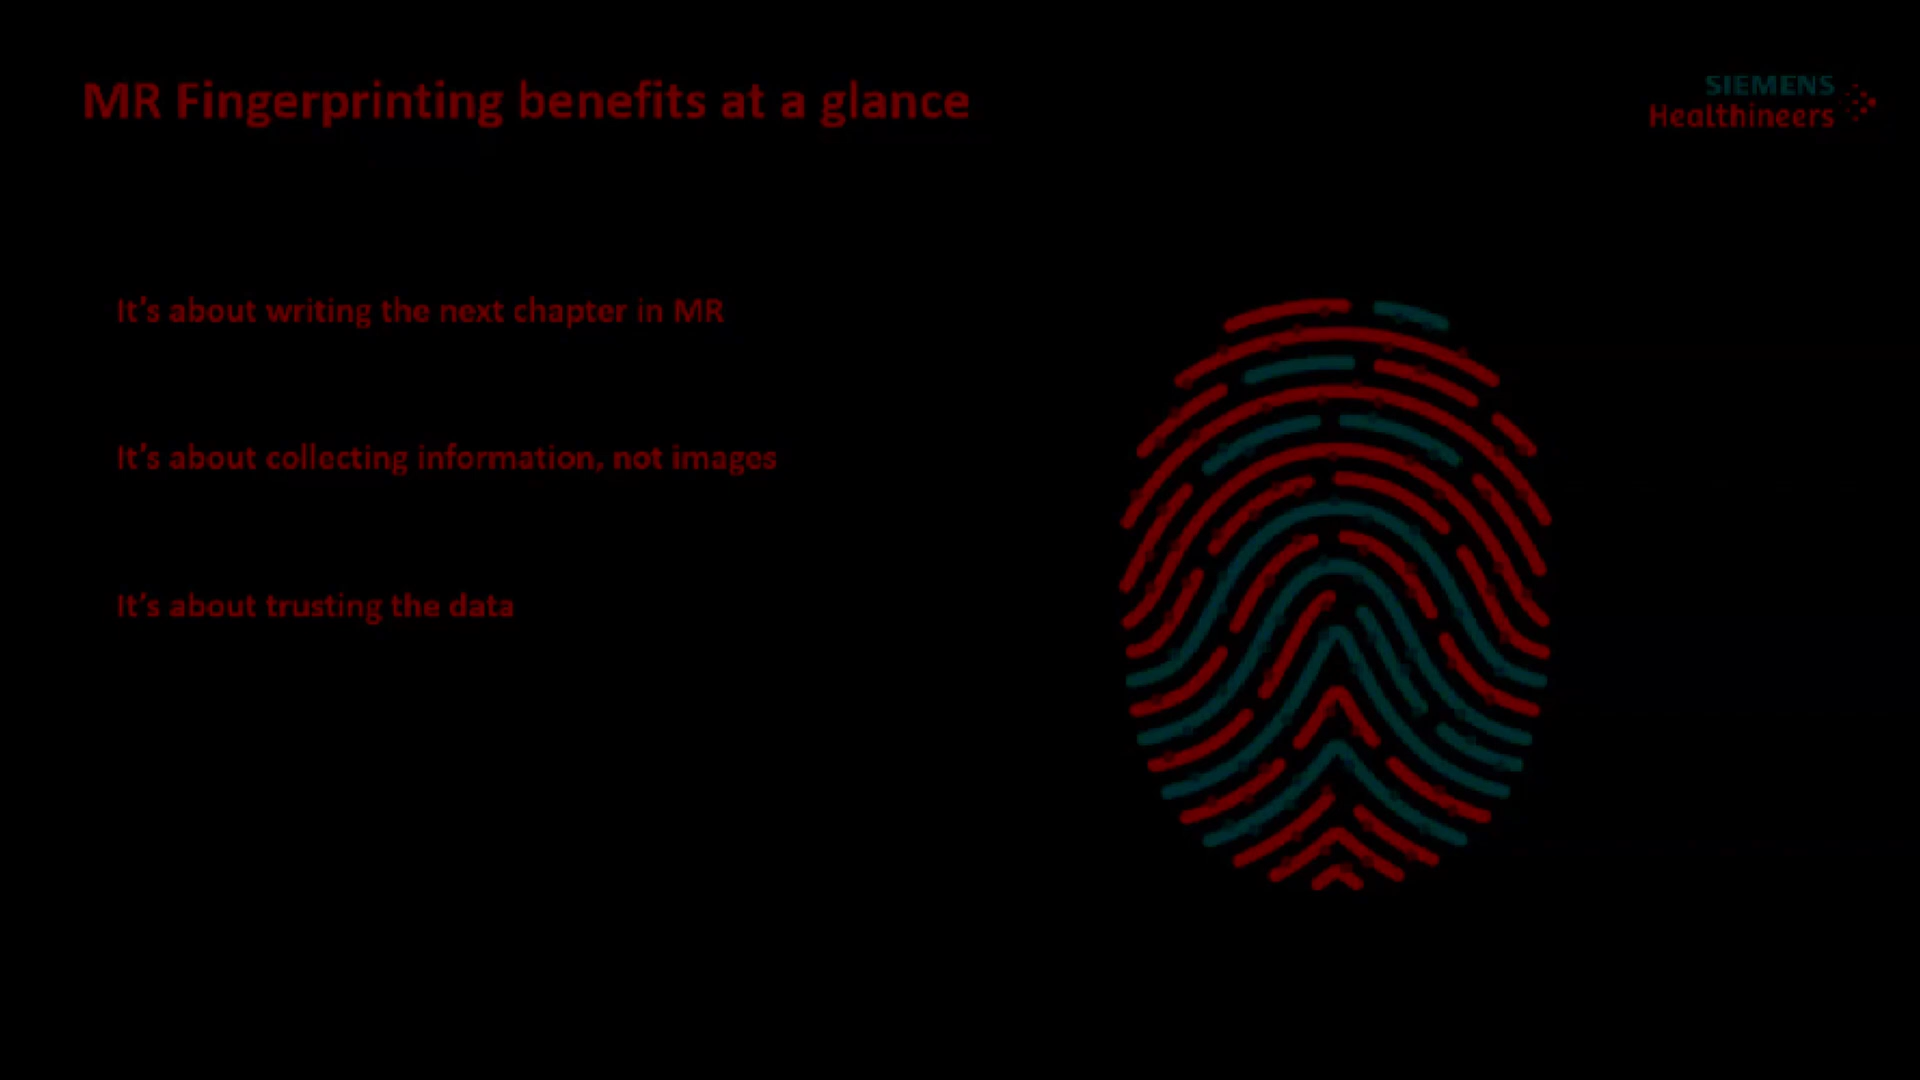 MR Fingerprinting benefits at a glance
SIEMENS
Healthineers
It's about writing the next chapter in MR
It's about collecting information, not images
It's about trusting the data